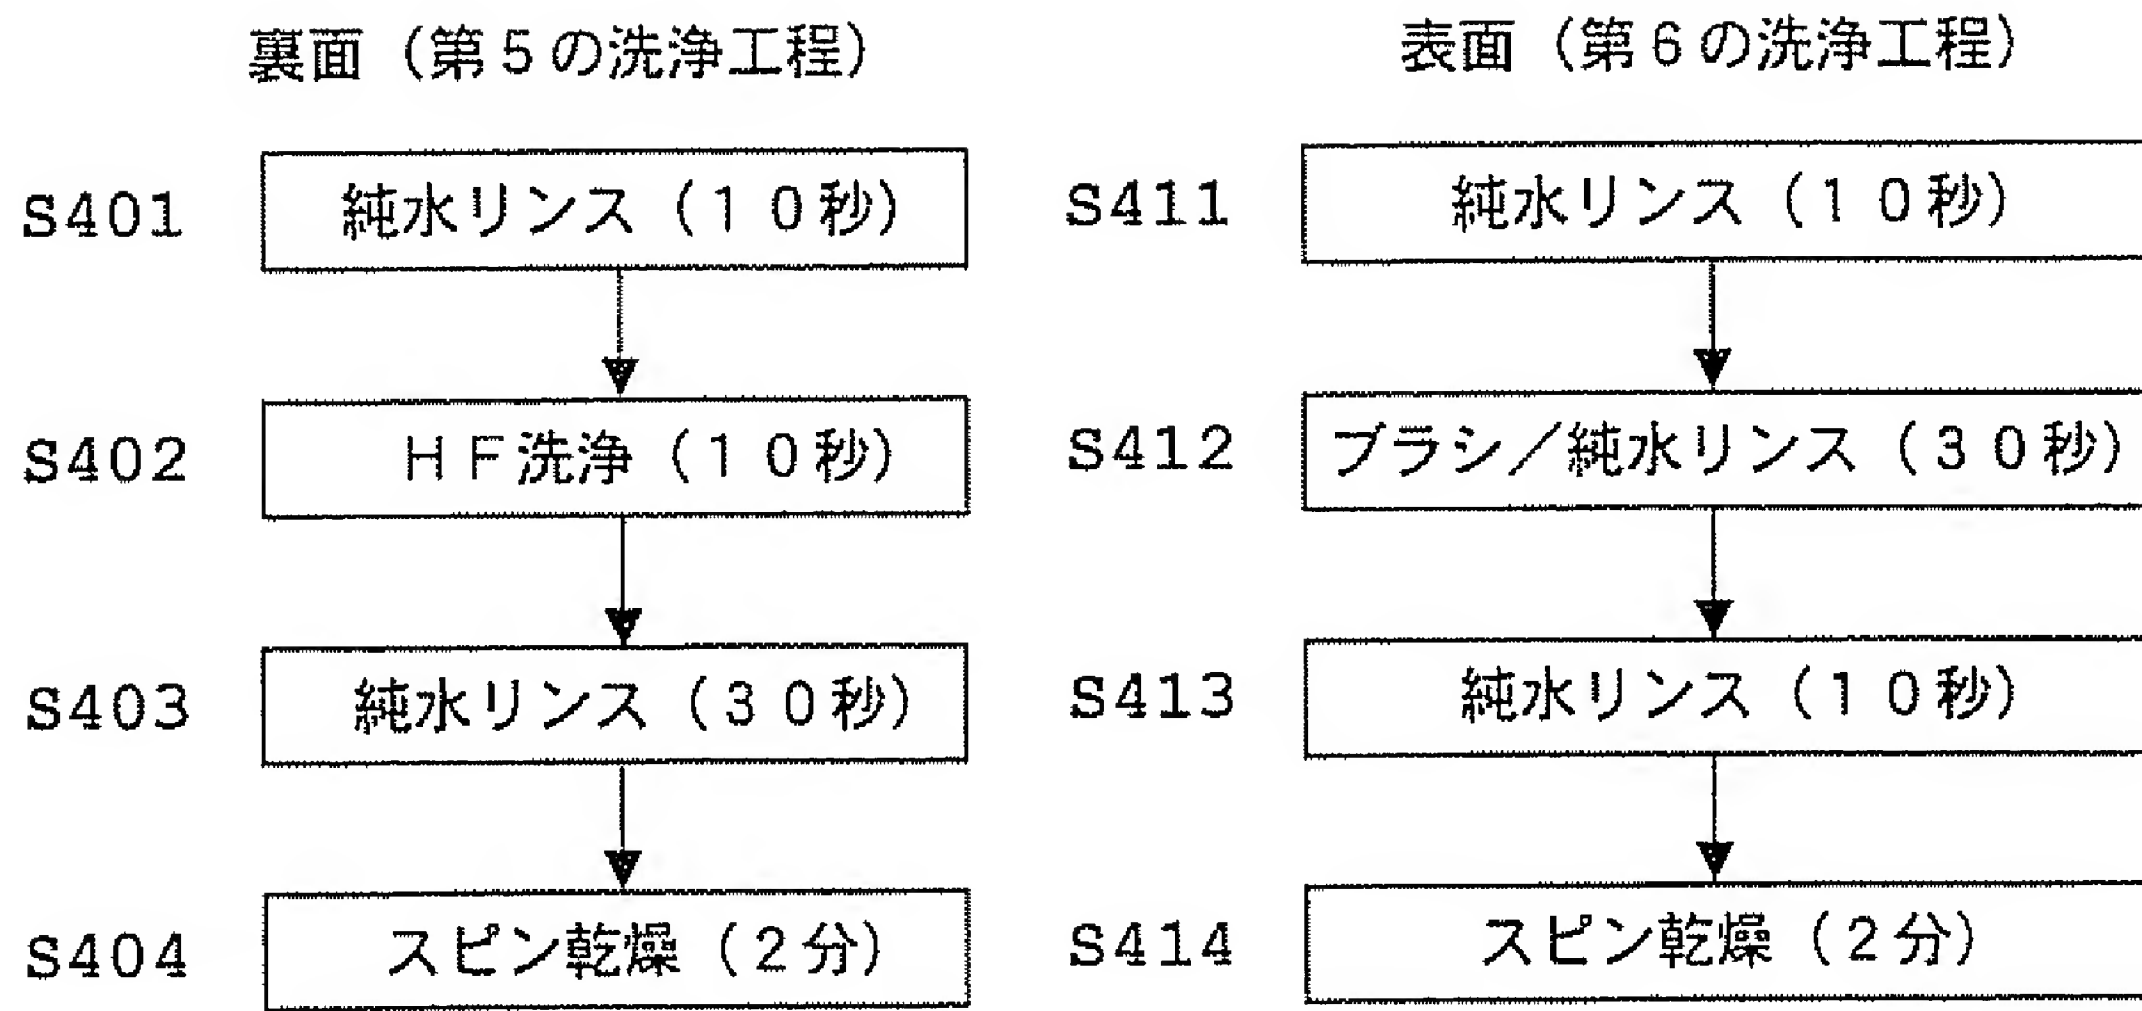 裏面（第５の洗浄工程）
S401 純水リンス（１０秒）
S402 ＨＦ洗浄（１０秒）
S403 純水リンス（３０秒）
S404 スピン乾燥（２分）
表面（第６の洗浄工程）
S411 純水リンス（１０秒）
S412 ブラシ／純水リンス（３０秒）
S413 純水リンス（１０秒）
S414 スピン乾燥（２分）